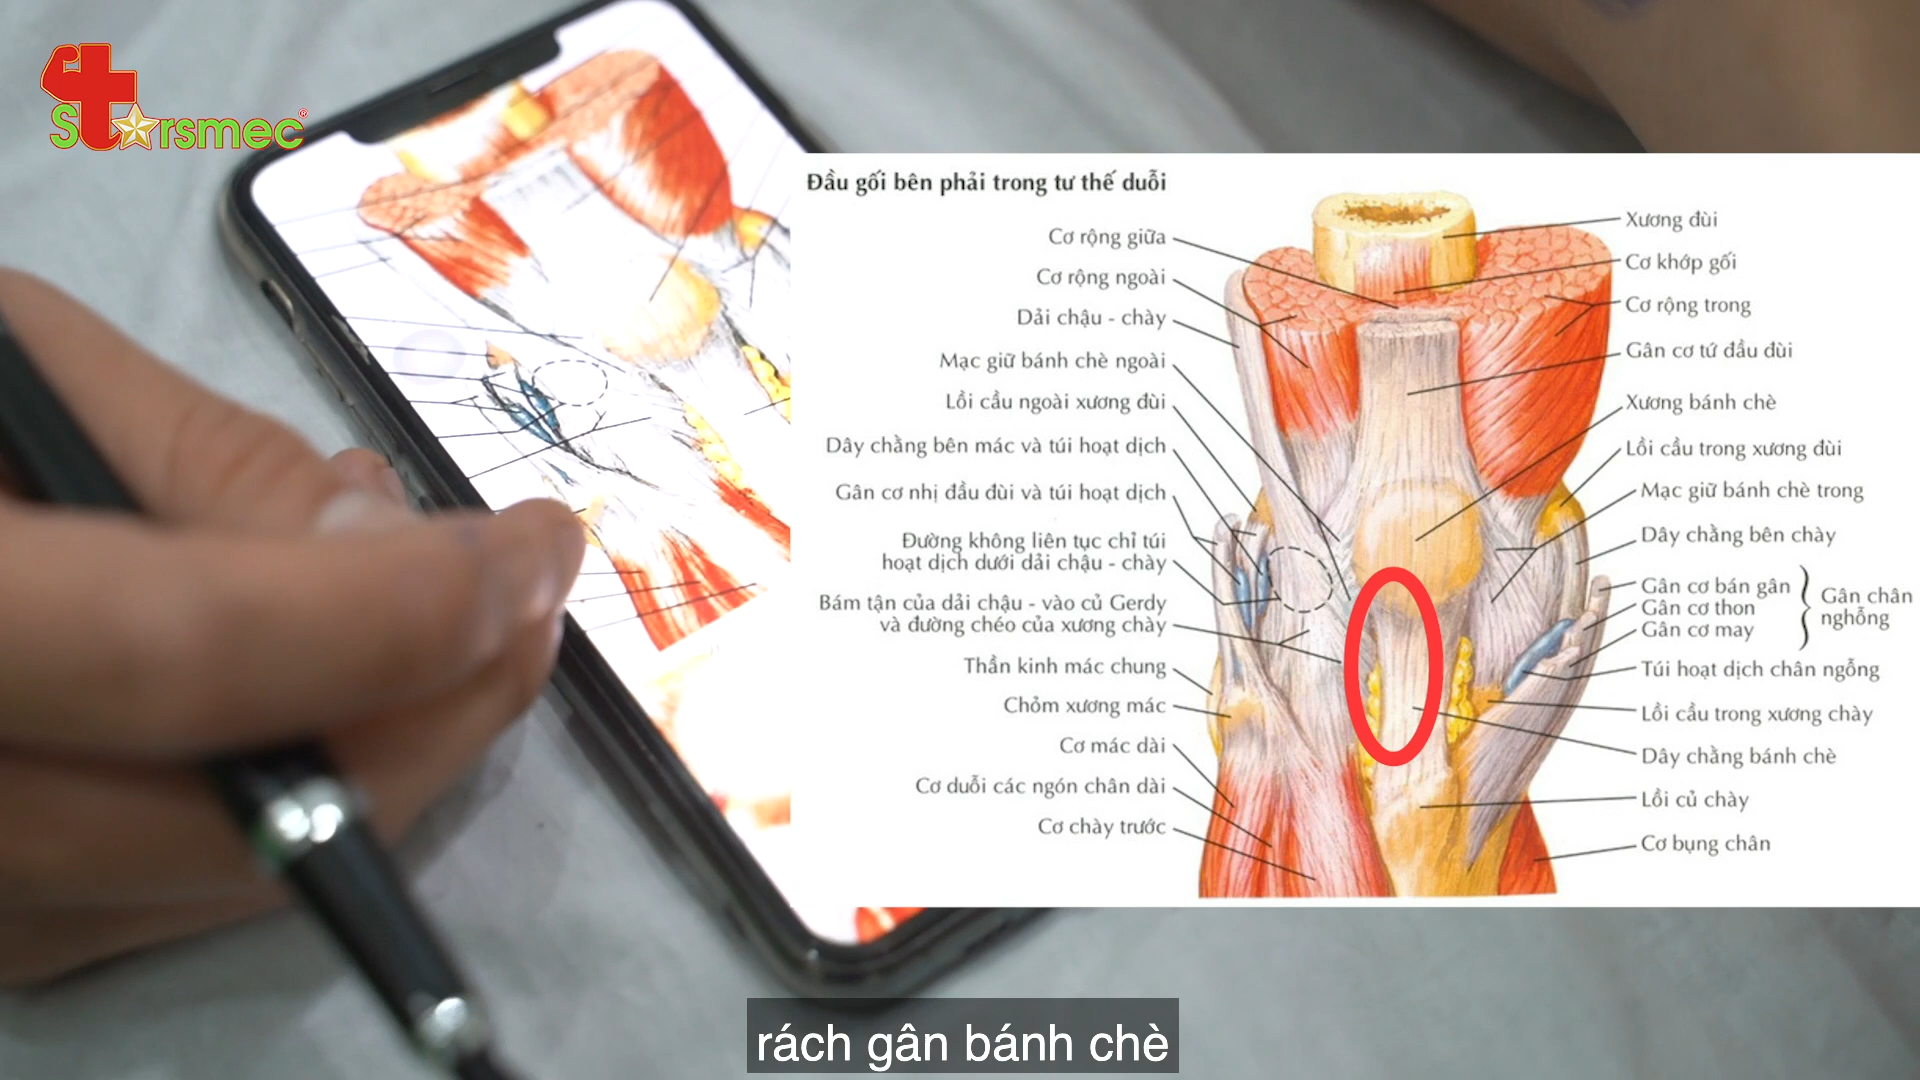 Starsmec®
Đầu gối bên phải trong tư thế duỗi
Cơ rộng giữa
Cơ rộng ngoài
Dải chậu - chày
Mạc giữ bánh chè ngoài
Lồi cầu ngoài xương đùi
Dây chằng bên mác và túi hoạt dịch
Gân cơ nhị đầu đùi và túi hoạt dịch
Đường không liên tục chỉ túi
hoạt dịch dưới dải chậu - chày
Bám tận của dải chậu - vào củ Gerdy
và đường chéo của xương chày
Thần kinh mác chung
Chỏm xương mác
Cơ mác dài
Cơ duỗi các ngón chân dài
Cơ chày trước
Xương đùi
Cơ khớp gối
Cơ rộng trong
Gân cơ tứ đầu đùi
Xương bánh chè
Lồi cầu trong xương đùi
Mạc giữ bánh chè trong
Dây chằng bên chày
Gân cơ bán gân
Gân cơ thon
Gân cơ may
Gân chân
nghỗng
Túi hoạt dịch chân ngỗng
Lồi cầu trong xương chày
Dây chằng bánh chè
Lồi củ chày
Cơ bụng chân
rách gân bánh chè